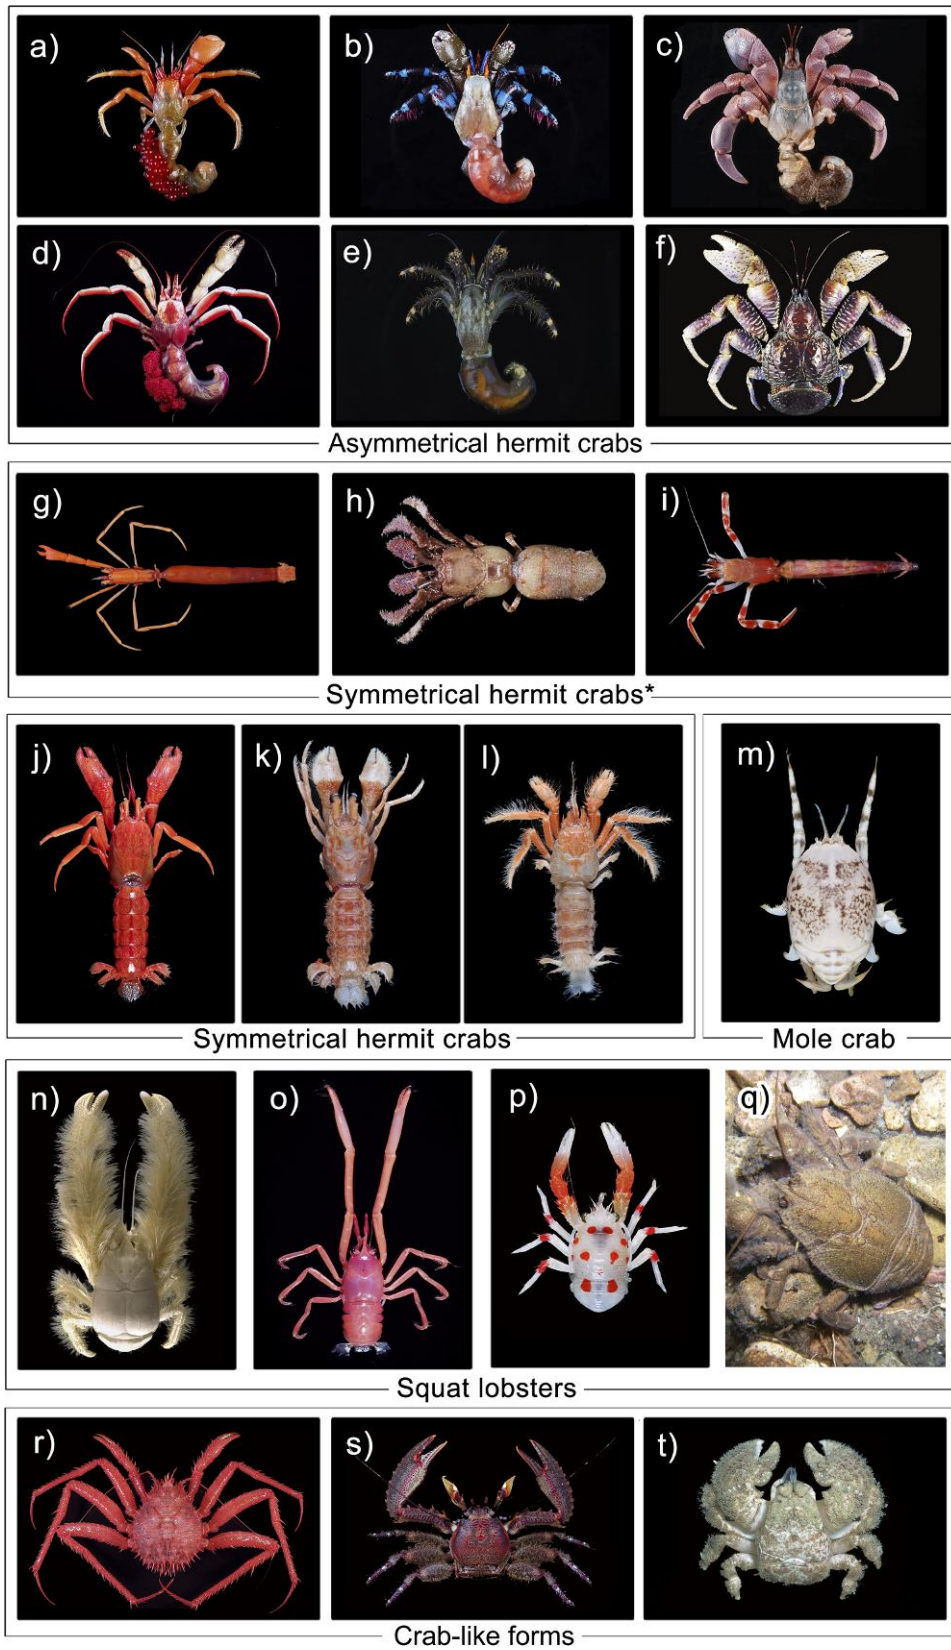 a) b) c)
d) e) f)
Asymmetrical hermit crabs
g) h) i)
Symmetrical hermit crabs*
j) k) l) m)
Symmetrical hermit crabs Mole crab
n) o) p) q)
Squat lobsters
r) s) t)
Crab-like forms